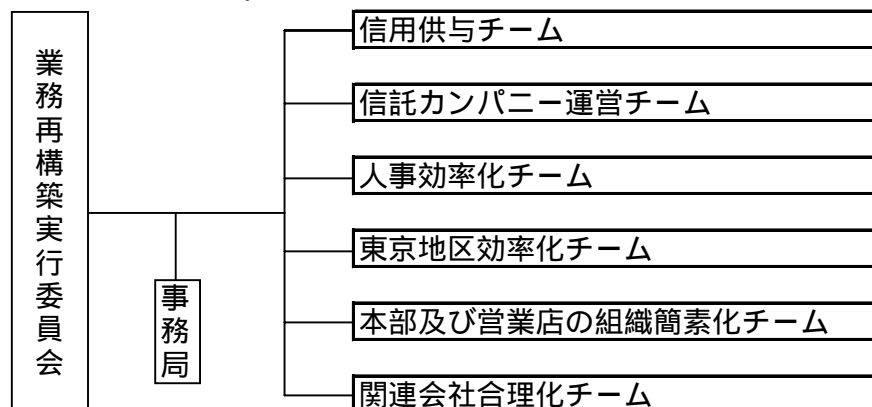 業務再構築実行委員会
事務局
信用供与チーム
信託カンパニー運営チーム
人事効率化チーム
東京地区効率化チーム
本部及び営業店の組織簡素化チーム
関連会社合理化チーム